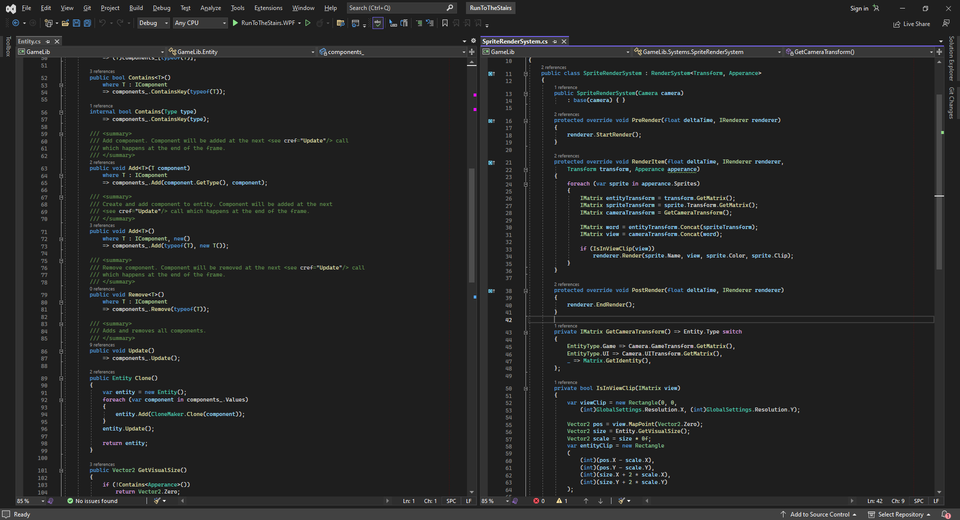 File Edit View Git Project Build Debug Test Analyze Tools Extensions Window Help Search (Ctrl+Q) RunToTheStairs Sign in
Debug Any CPU RunToTheStairs.WPF Live Share
Toolbox
Entity.cs
GameLib GameLib.Entity components_
51
3 references
52 public bool Contains<T>()
53 where T : IComponent
54 => components_.ContainsKey(typeof(T));
55
1 reference
56 internal bool Contains(Type type)
57 => components_.ContainsKey(type);
58
59 /// <summary>
60 /// Add component. Component will be added at the next <see cref="Update"/> call
61 /// which happens at the end of the frame.
62 /// </summary>
2 references
63 public void Add<T>(T component)
64 where T : IComponent
65 => components_.Add(component.GetType(), component);
66
67 /// <summary>
68 /// Create and add component to entity. Component will be added at the next
69 /// <see cref="Update"/> call which happens at the end of the frame.
70 /// </summary>
3 references
71 public void Add<T>()
72 where T : IComponent, new()
73 => components_.Add(typeof(T), new T());
74
75 /// <summary>
76 /// Remove component. Component will be removed at the next <see cref="Update"/> call
77 /// which happens at the end of the frame.
78 /// </summary>
0 references
79 public void Remove<T>()
80 where T : IComponent
81 => components_.Remove(typeof(T));
82
83 /// <summary>
84 /// Adds and removes all components.
85 /// </summary>
86 public void Update()
87 => components_.Update();
88
2 references
89 public Entity Clone()
90 {
91 var entity = new Entity();
92 foreach (var component in components_.Values)
93 {
94 entity.Add(CloneMaker.Clone(component));
95 }
96 entity.Update();
97
98 return entity;
99 }
100
3 references
101 public Vector2 GetVisualSize()
102 {
103 if (!Contains<Apperance>())
104 return Vector2.Zero;
85 % No issues found Ln: 1 Ch: 1 SPC LF
SpriteRenderSystem.cs
GameLib GameLib.Systems.SpriteRenderSystem GetCameraTransform()
10 {
2 references
11 public class SpriteRenderSystem : RenderSystem<Transform, Apperance>
12 {
1 reference
13 public SpriteRenderSystem(Camera camera)
14 : base(camera) { }
15
2 references
16 protected override void PreRender(float deltaTime, IRenderer renderer)
17 {
18 renderer.StartRender();
19 }
20
2 references
21 protected override void RenderItem(float deltaTime, IRenderer renderer,
22 Transform transform, Apperance apperance)
23 {
24 foreach (var sprite in apperance.Sprites)
25 {
26 IMatrix entityTransform = transform.GetMatrix();
27 IMatrix spriteTransform = sprite.Transform.GetMatrix();
28 IMatrix cameraTransform = GetCameraTransform();
29
30 IMatrix word = entityTransform.Concat(spriteTransform);
31 IMatrix view = cameraTransform.Concat(word);
32
33 if (IsInViewClip(view))
34 renderer.Render(sprite.Name, view, sprite.Color, sprite.Clip);
35 }
36 }
37
2 references
38 protected override void PostRender(float deltaTime, IRenderer renderer)
39 {
40 renderer.EndRender();
41 }
42
1 reference
43 private IMatrix GetCameraTransform() => Entity.Type switch
44 {
45 EntityType.Game => Camera.GameTransform.GetMatrix(),
46 EntityType.UI => Camera.UITransform.GetMatrix(),
47 _ => Matrix.GetIdentity(),
48 };
49
1 reference
50 private bool IsInViewClip(IMatrix view)
51 {
52 var viewClip = new Rectangle(0, 0,
53 (int)GlobalSettings.Resolution.X, (int)GlobalSettings.Resolution.Y);
54
55 Vector2 pos = view.MapPoint(Vector2.Zero);
56 Vector2 size = Entity.GetVisualSize();
57 Vector2 scale = size * 0f;
58 var entityClip = new Rectangle
59 (
60 (int)(pos.X - scale.X),
61 (int)(pos.Y - scale.Y),
62 (int)(size.X + 2 * scale.X),
63 (int)(size.Y + 2 * scale.Y)
64 );
85 % 0 1 Ln: 42 Ch: 9 SPC LF
Solution Explorer
Git Changes
Ready Add to Source Control Select Repository